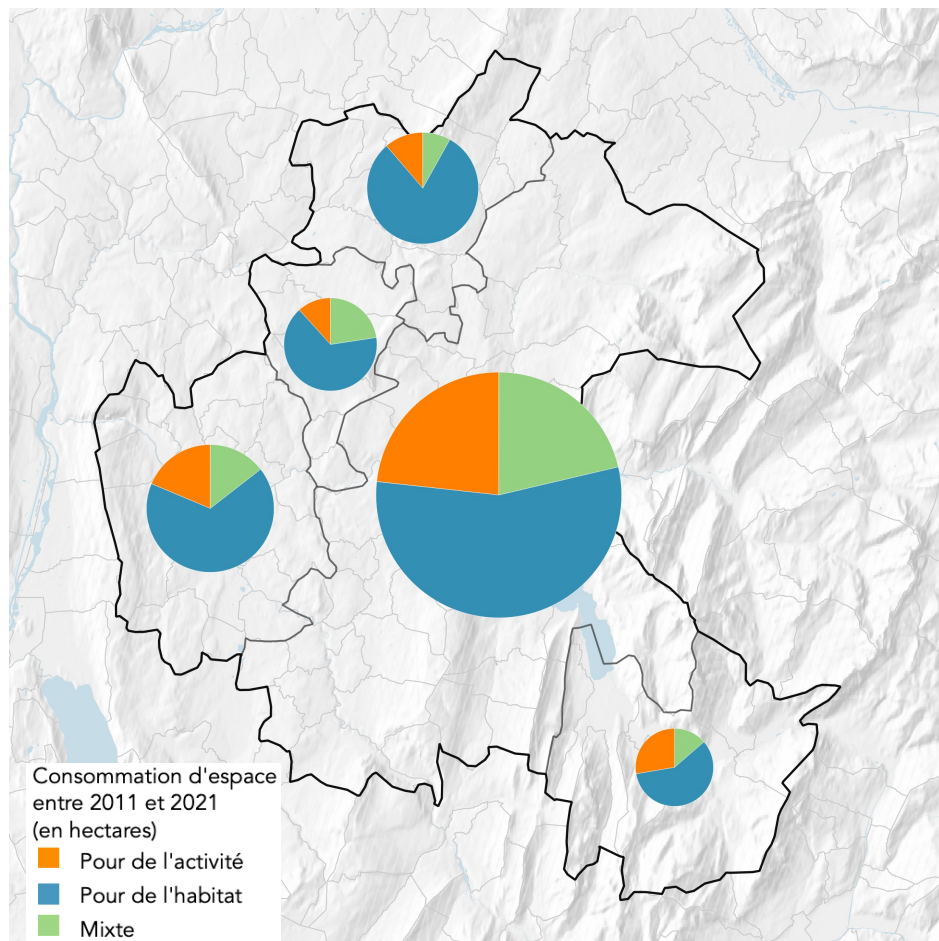 Consommation d'espace
entre 2011 et 2021
(en hectares)
Pour de l'activité
Pour de l'habitat
Mixte